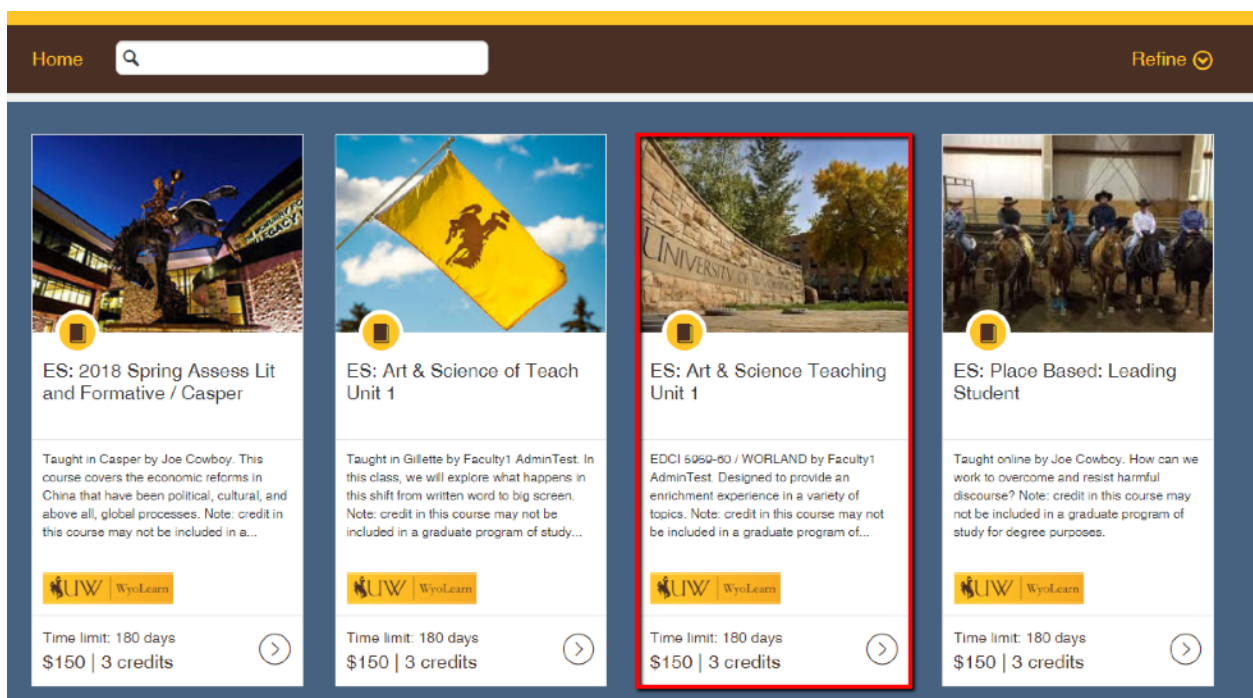 Home
Refine
LEGACY
UNIVERSITY OF
ES: 2018 Spring Assess Lit
and Formative / Casper
ES: Art & Science of Teach
Unit 1
ES: Art & Science Teaching
Unit 1
ES: Place Based: Leading
Student
Taught in Casper by Joe Cowboy. This
course covers the economic reforms in
China that have been political, cultural, and
above all, global processes. Note: credit in
this course may not be included in a...
Taught in Gillette by Faculty1 AdminTest. In
this class, we will explore what happens in
this shift from written word to big screen.
Note: credit in this course may not be
included in a graduate program of study...
EDCI 5959-60 / WORLAND by Faculty1
AdminTest. Designed to provide an
enrichment experience in a variety of
topics. Note: credit in this course may not
be included in a graduate program of...
Taught online by Joe Cowboy. How can we
work to overcome and resist harmful
discourse? Note: credit in this course may
not be included in a graduate program of
study for degree purposes.
UW WyoLearn
UW WyoLearn
UW WyoLearn
UW WyoLearn
Time limit: 180 days
$150 | 3 credits
Time limit: 180 days
$150 | 3 credits
Time limit: 180 days
$150 | 3 credits
Time limit: 180 days
$150 | 3 credits